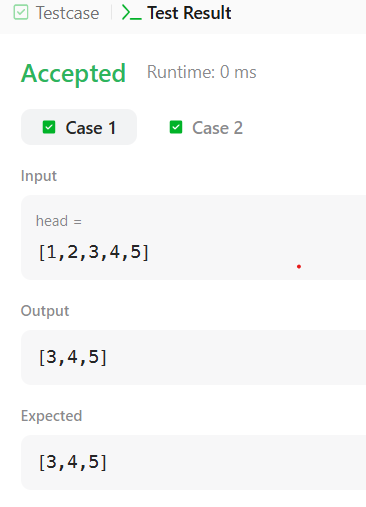 Testcase | Test Result
Accepted Runtime: 0 ms
Case 1 Case 2
Input
head =
[1,2,3,4,5]
Output
[3,4,5]
Expected
[3,4,5]